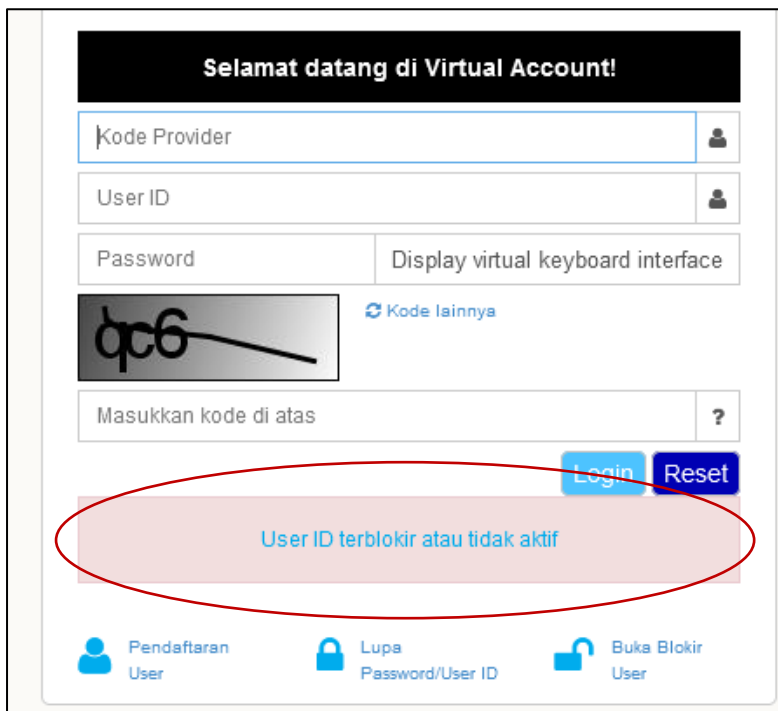 Selamat datang di Virtual Account!
Kode Provider
User ID
Password
Display virtual keyboard interface
qc6
Kode lainnya
Masukkan kode di atas
?
Login
Reset
User ID terblokir atau tidak aktif
Pendaftaran
User
Lupa
Password/User ID
Buka Blokir
User